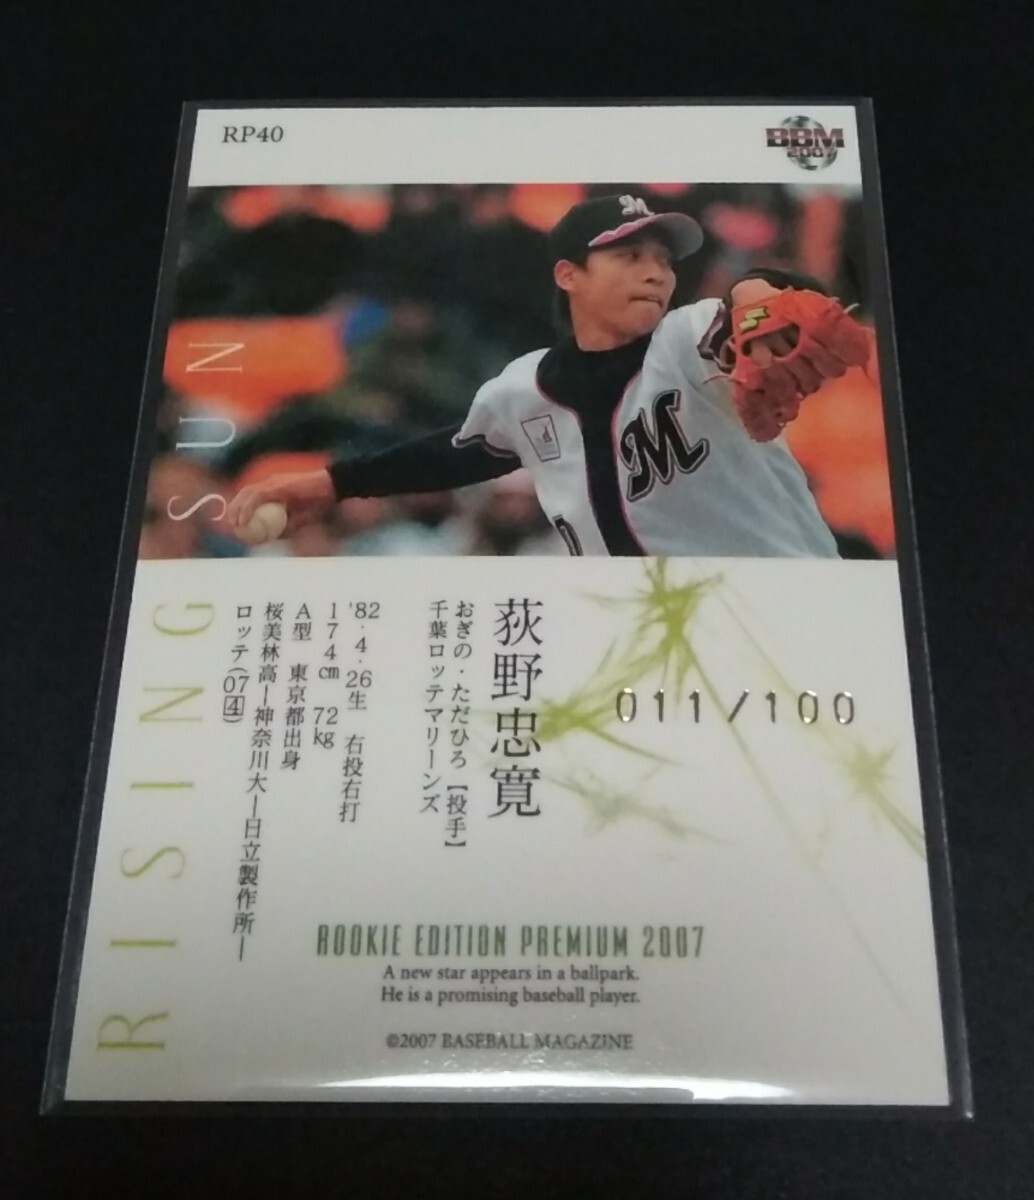 RP40
BBM
2007
M
M
RISING SUN
011/100
荻野忠寛
おぎの・ただひろ【投手】
千葉ロッテマリーンズ
'82・4・26生 右投右打
174cm 72kg
A型 東京都出身
桜美林高ー神奈川大ー日立製作所ー
ロッテ(07④)
ROOKIE EDITION PREMIUM 2007
A new star appears in a ballpark.
He is a promising baseball player.
©2007 BASEBALL MAGAZINE